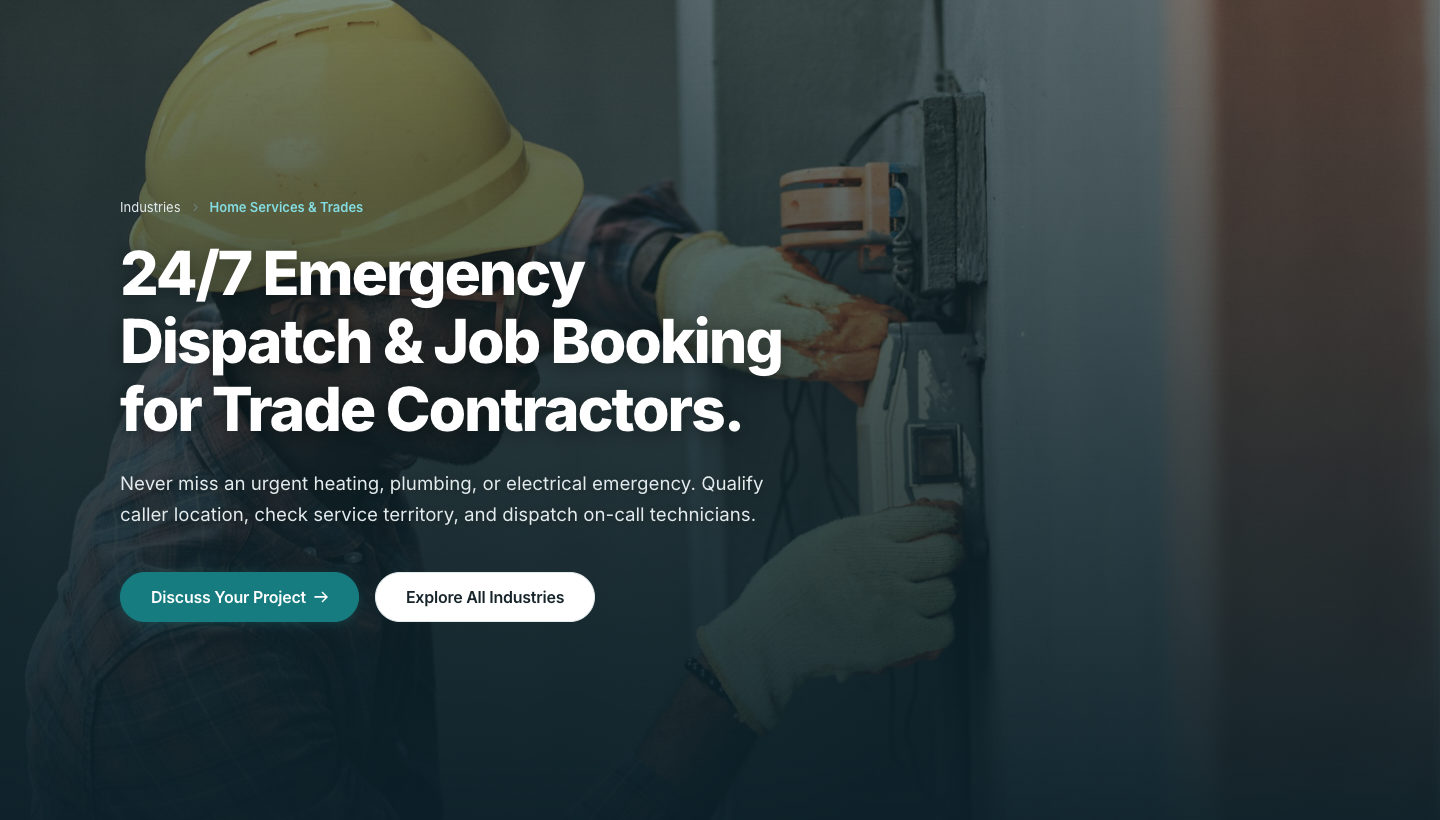 Industries > Home Services & Trades
24/7 Emergency
Dispatch & Job Booking
for Trade Contractors.
Never miss an urgent heating, plumbing, or electrical emergency. Qualify
caller location, check service territory, and dispatch on-call technicians.
Discuss Your Project →
Explore All Industries